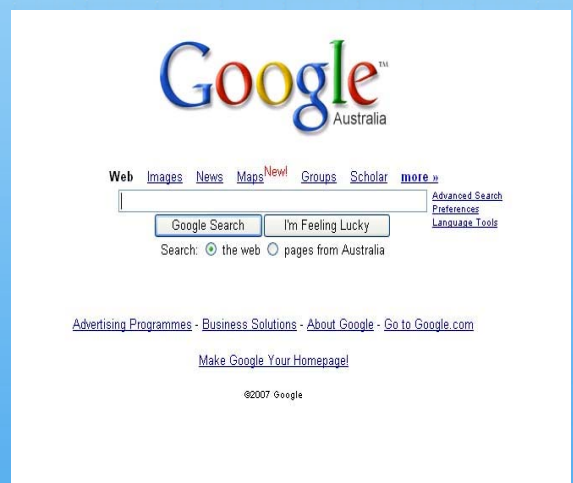 Google™
Australia
Web Images News Maps New! Groups Scholar more »
Advanced Search
Preferences
Language Tools
Google Search I'm Feeling Lucky
Search: the web pages from Australia
Advertising Programmes - Business Solutions - About Google - Go to Google.com
Make Google Your Homepage!
©2007 Google